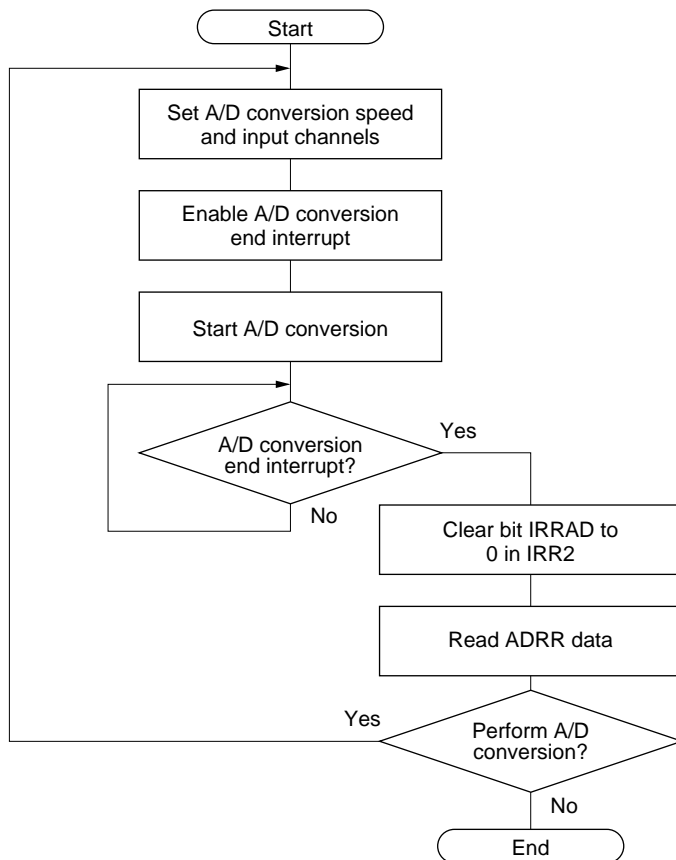 Start
Set A/D conversion speed
and input channels
Enable A/D conversion
end interrupt
Start A/D conversion
A/D conversion
end interrupt?
Yes
No
Clear bit IRRAD to
0 in IRR2
Read ADRR data
Yes
Perform A/D
conversion?
No
End